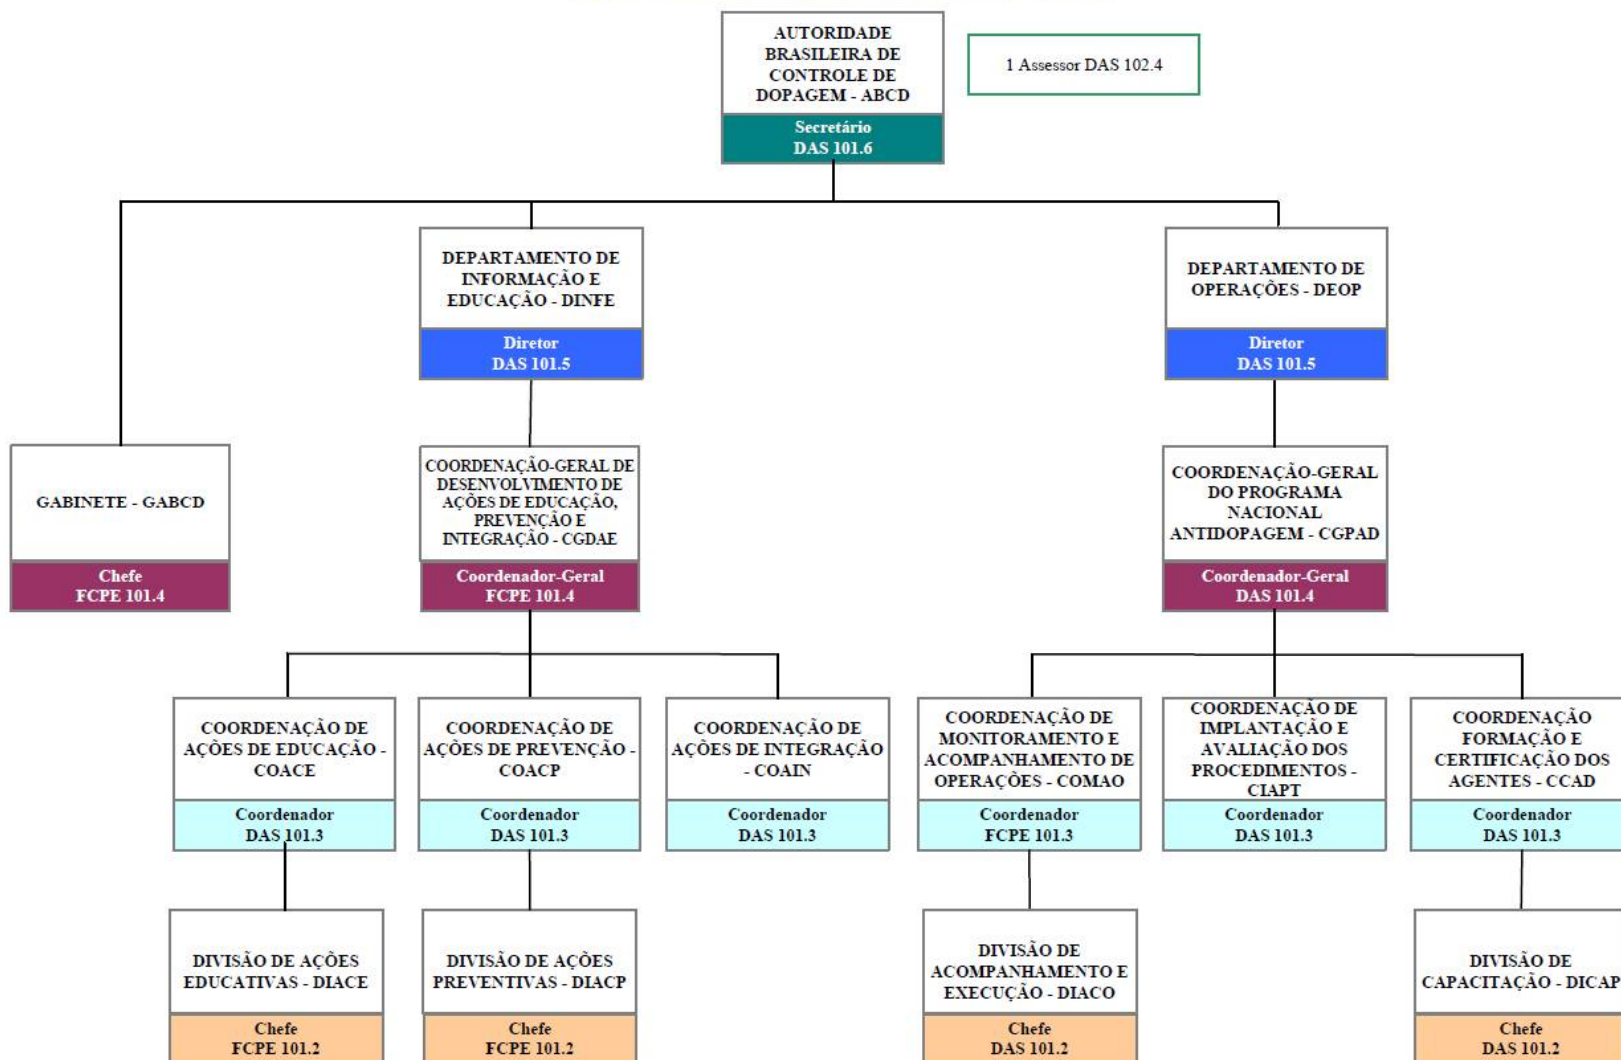 AUTORIDADE
BRASILEIRA DE
CONTROLE DE
DOPAGEM - ABCD
Secretário
DAS 101.6
1 Assessor DAS 102.4
DEPARTAMENTO DE
INFORMAÇÃO E
EDUCAÇÃO - DINFE
Diretor
DAS 101.5
DEPARTAMENTO DE
OPERAÇÕES - DEOP
Diretor
DAS 101.5
GABINETE - GABCD
Chefe
FCPE 101.4
COORDENAÇÃO-GERAL DE
DESENVOLVIMENTO DE
AÇÕES DE EDUCAÇÃO,
PREVENÇÃO E
INTEGRAÇÃO - CGDAE
Coordenador-Geral
FCPE 101.4
COORDENAÇÃO-GERAL
DO PROGRAMA
NACIONAL
ANTIDOPAGEM - CGPAD
Coordenador-Geral
DAS 101.4
COORDENAÇÃO DE
AÇÕES DE EDUCAÇÃO -
COACE
Coordenador
DAS 101.3
COORDENAÇÃO DE
AÇÕES DE PREVENÇÃO -
COACP
Coordenador
DAS 101.3
COORDENAÇÃO DE
AÇÕES DE INTEGRAÇÃO
- COAIN
Coordenador
DAS 101.3
COORDENAÇÃO DE
MONITORAMENTO E
ACOMPANHAMENTO DE
OPERAÇÕES - COMAO
Coordenador
FCPE 101.3
COORDENAÇÃO DE
IMPLANTAÇÃO E
AVALIAÇÃO DOS
PROCEDIMENTOS -
CIAPT
Coordenador
DAS 101.3
COORDENAÇÃO
FORMAÇÃO E
CERTIFICAÇÃO DOS
AGENTES - CCAD
Coordenador
DAS 101.3
DIVISÃO DE AÇÕES
EDUCATIVAS - DIACE
Chefe
FCPE 101.2
DIVISÃO DE AÇÕES
PREVENTIVAS - DIACP
Chefe
FCPE 101.2
DIVISÃO DE
ACOMPANHAMENTO E
EXECUÇÃO - DIACO
Chefe
DAS 101.2
DIVISÃO DE
CAPACITAÇÃO - DICAP
Chefe
DAS 101.2